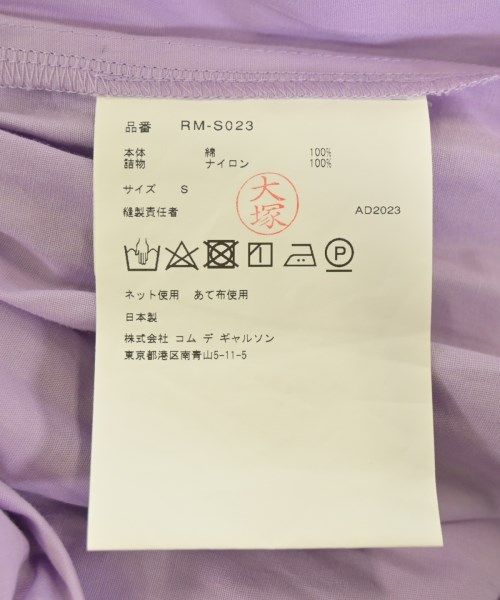 品番 RM-S023
本体 綿 100%
詰物 ナイロン 100%
サイズ S
大塚
縫製責任者 AD2023
P
ネット使用 あて布使用
日本製
株式会社 コム デ ギャルソン
東京都港区南青山5-11-5